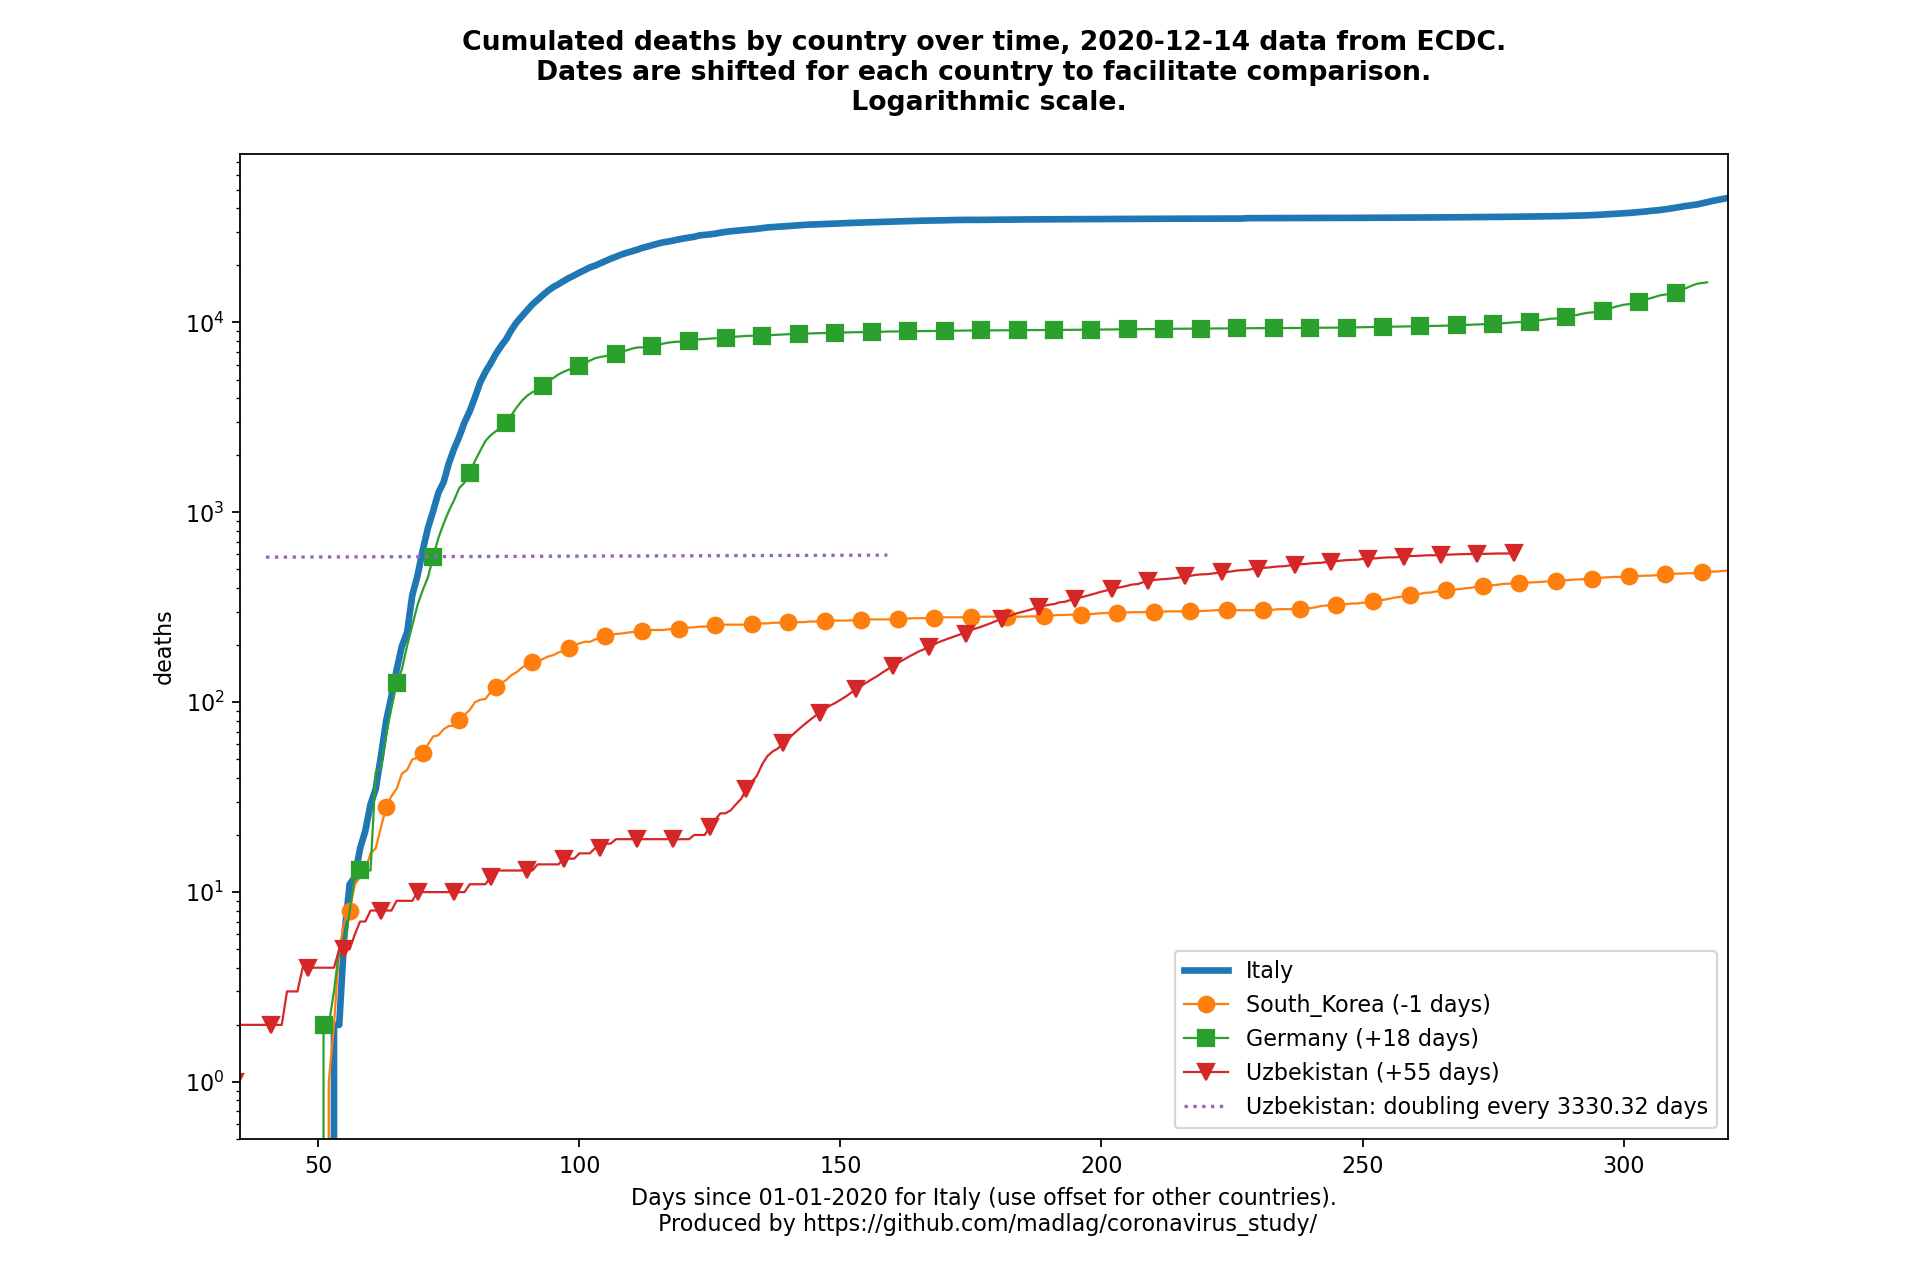 Cumulated deaths by country over time, 2020-12-14 data from ECDC.
Dates are shifted for each country to facilitate comparison.
Logarithmic scale.
10^4
10^3
10^2
10^1
10^0
deaths
Italy
South_Korea (-1 days)
Germany (+18 days)
Uzbekistan (+55 days)
Uzbekistan: doubling every 3330.32 days
50 100 150 200 250 300
Days since 01-01-2020 for Italy (use offset for other countries).
Produced by https://github.com/madlag/coronavirus_study/